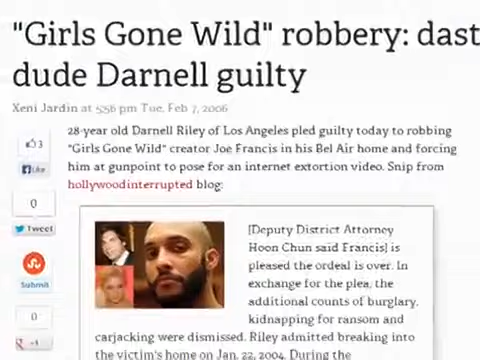 "Girls Gone Wild" robbery: dast
dude Darnell guilty
Xeni Jardin at 5:56 pm Tue, Feb 7, 2006
28-year old Darnell Riley of Los Angeles pled guilty today to robbing
"Girls Gone Wild" creator Joe Francis in his Bel Air home and forcing
him at gunpoint to pose for an internet extortion video. Snip from
hollywoodinterrupted blog:
3
Like
0
Tweet
Submit
0
+1
[Deputy District Attorney
Hoon Chun said Francis] is
pleased the ordeal is over. In
exchange for the plea, the
additional counts of burglary,
kidnapping for ransom and
carjacking were dismissed. Riley admitted breaking into
the victim's home on Jan. 22, 2004. During the